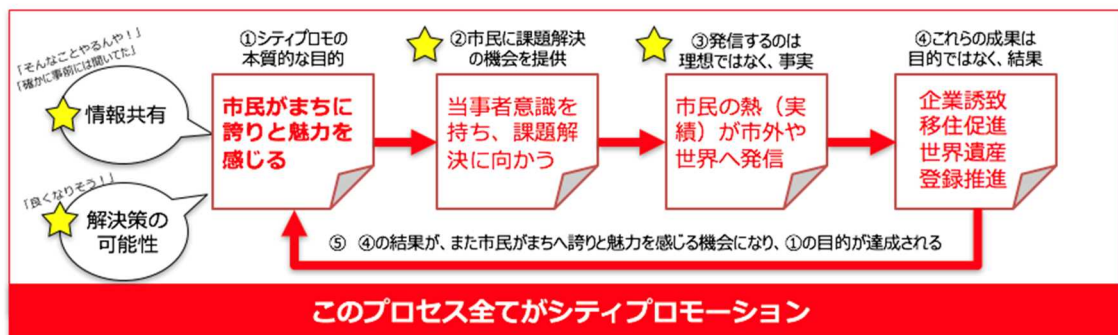 「そんなことやるんや！」
「確かに事前には聞いてた」
情報共有
「良くなりそう！」
解決策の
可能性
①シティプロモの
本質的な目的
市民がまちに
誇りと魅力を
感じる
②市民に課題解決
の機会を提供
当事者意識を
持ち、課題解
決に向かう
③発信するのは
理想ではなく、事実
市民の熱（実
績）が市外や
世界へ発信
④これらの成果は
目的ではなく、結果
企業誘致
移住促進
世界遺産
登録推進
⑤ ④の結果が、また市民がまちへ誇りと魅力を感じる機会になり、①の目的が達成される
このプロセス全てがシティプロモーション